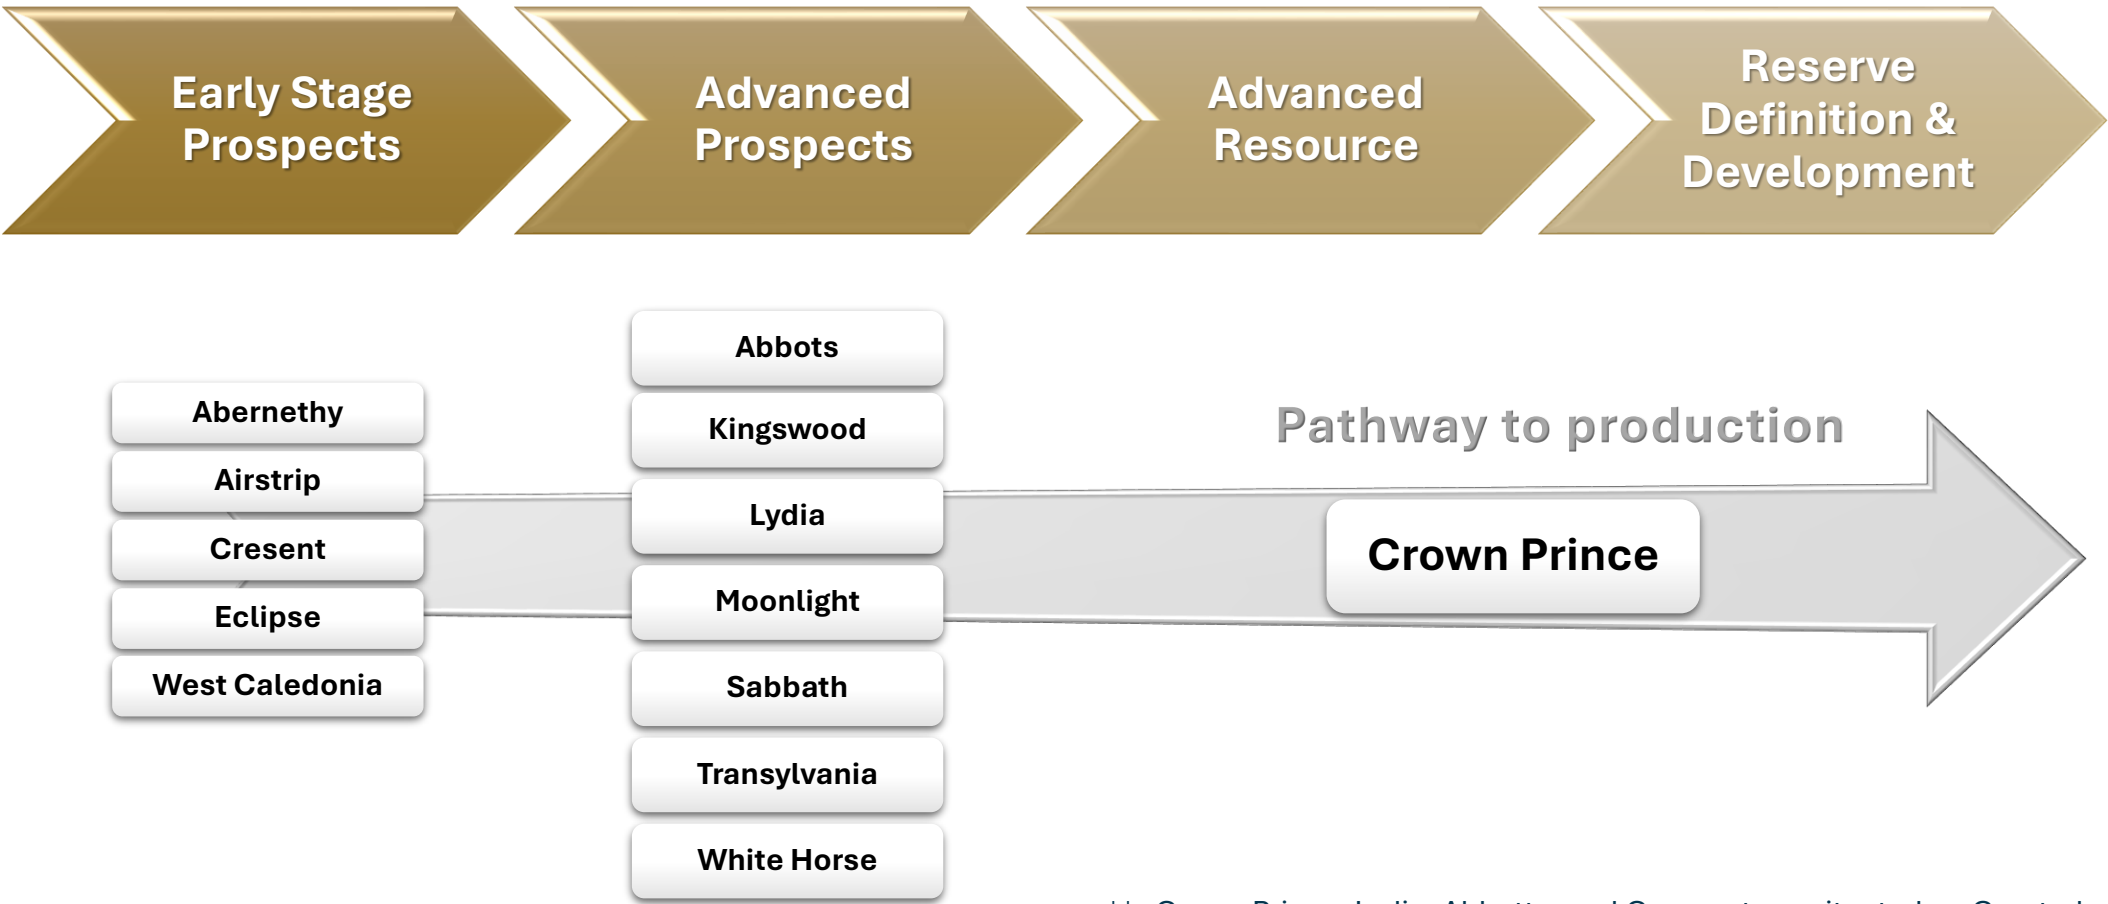 Early Stage
Prospects
Advanced
Prospects
Advanced
Resource
Reserve
Definition &
Development
Abernethy
Airstrip
Cresent
Eclipse
West Caledonia
Abbots
Kingswood
Lydia
Moonlight
Sabbath
Transylvania
White Horse
Pathway to production
Crown Prince